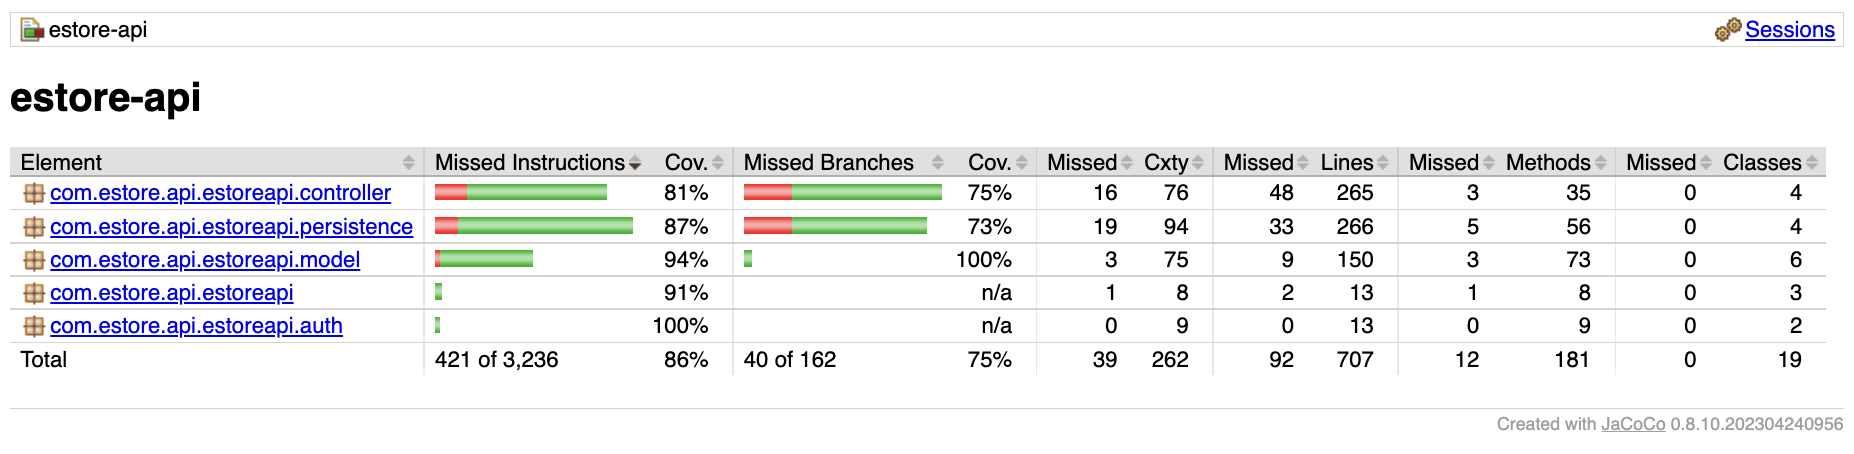 estore-api Sessions
estore-api
Element Missed Instructions Cov. Missed Branches Cov. Missed Cxty Missed Lines Missed Methods Missed Classes
com.estore.api.estoreapi.controller 81% 75% 16 76 48 265 3 35 0 4
com.estore.api.estoreapi.persistence 87% 73% 19 94 33 266 5 56 0 4
com.estore.api.estoreapi.model 94% 100% 3 75 9 150 3 73 0 6
com.estore.api.estoreapi 91% n/a 1 8 2 13 1 8 0 3
com.estore.api.estoreapi.auth 100% n/a 0 9 0 13 0 9 0 2
Total 421 of 3,236 86% 40 of 162 75% 39 262 92 707 12 181 0 19
Created with JaCoCo 0.8.10.202304240956